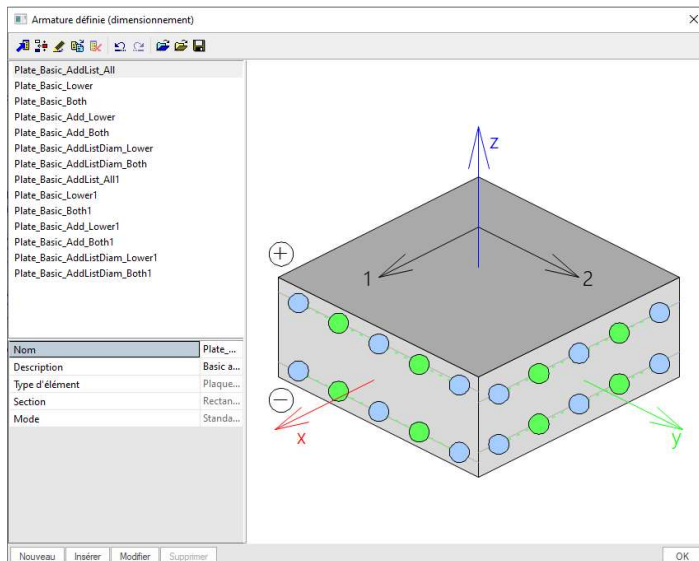 Armature définie (dimensionnement)
Plate_Basic_AddList_All
Plate_Basic_Lower
Plate_Basic_Both
Plate_Basic_Add_Lower
Plate_Basic_Add_Both
Plate_Basic_AddListDiam_Lower
Plate_Basic_AddListDiam_Both
Plate_Basic_AddList_All1
Plate_Basic_Lower1
Plate_Basic_Both1
Plate_Basic_Add_Lower1
Plate_Basic_Add_Both1
Plate_Basic_AddListDiam_Lower1
Plate_Basic_AddListDiam_Both1
Nom Plate_...
Description Basic a...
Type d'élément Plaque...
Section Rectan...
Mode Standa...
z
+
1 2
−
x y
Nouveau Insérer Modifier Supprimer OK